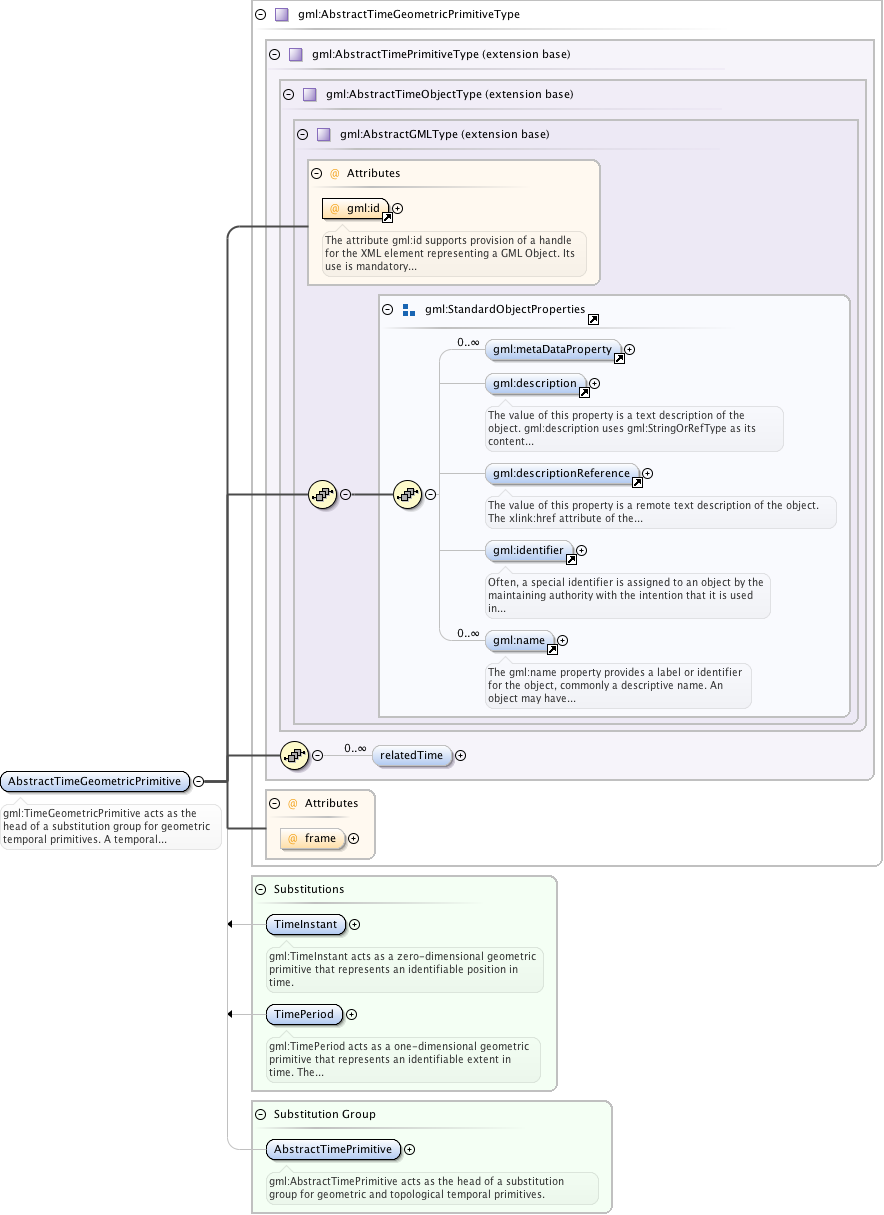 gml:AbstractTimeGeometricPrimitiveType
gml:AbstractTimePrimitiveType (extension base)
gml:AbstractTimeObjectType (extension base)
gml:AbstractGMLType (extension base)
@ Attributes
@ gml:id
The attribute gml:id supports provision of a handle
for the XML element representing a GML Object. Its
use is mandatory...
gml:StandardObjectProperties
0..∞
gml:metaDataProperty
gml:description
The value of this property is a text description of the
object. gml:description uses gml:StringOrRefType as its
content...
gml:descriptionReference
The value of this property is a remote text description of the object.
The xlink:href attribute of the...
gml:identifier
Often, a special identifier is assigned to an object by the
maintaining authority with the intention that it is used
in...
0..∞
gml:name
The gml:name property provides a label or identifier
for the object, commonly a descriptive name. An
object may have...
0..∞
relatedTime
AbstractTimeGeometricPrimitive
gml:TimeGeometricPrimitive acts as the
head of a substitution group for geometric
temporal primitives. A temporal...
@ Attributes
@ frame
Substitutions
TimeInstant
gml:TimeInstant acts as a zero-dimensional geometric
primitive that represents an identifiable position in
time.
TimePeriod
gml:TimePeriod acts as a one-dimensional geometric
primitive that represents an identifiable extent in
time. The...
Substitution Group
AbstractTimePrimitive
gml:AbstractTimePrimitive acts as the head of a substitution
group for geometric and topological temporal primitives.